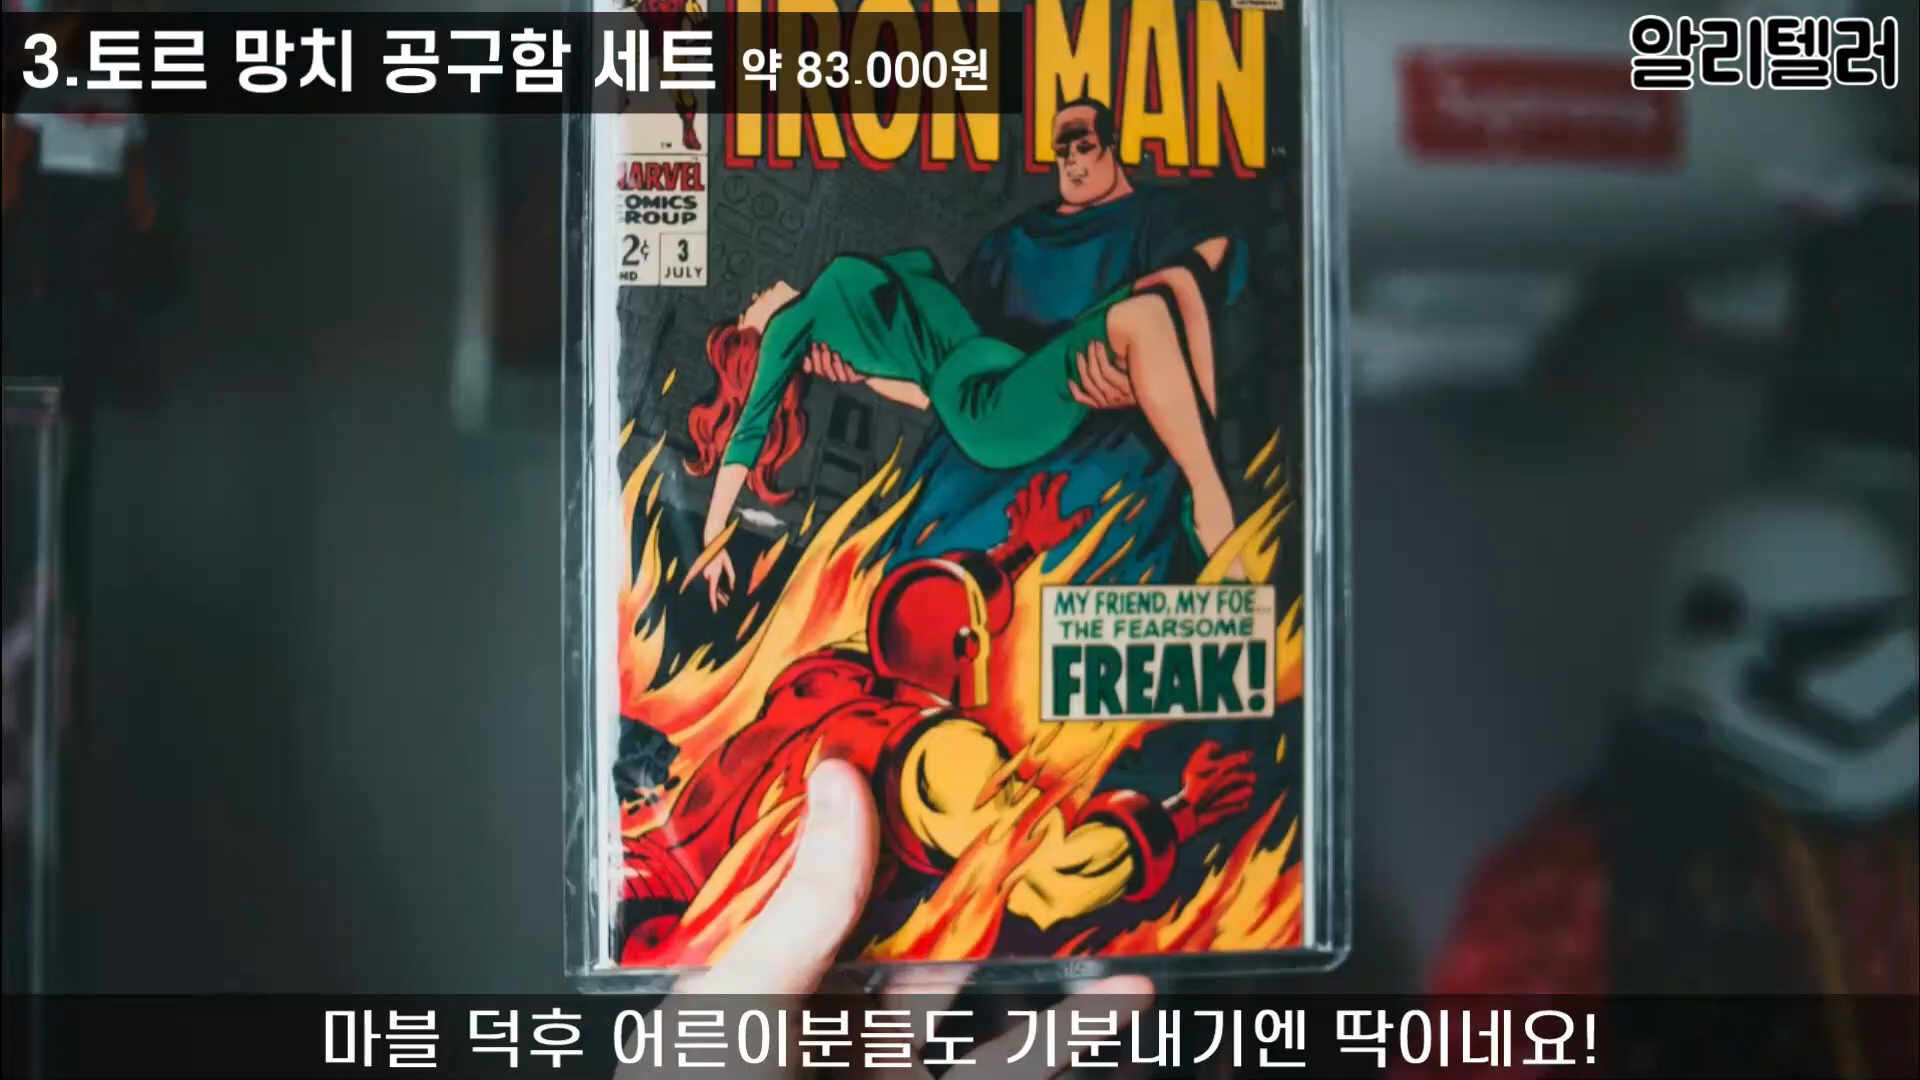 3.토르 망치 공구함 세트 약 83.000원
알리텔러
IRON MAN
MARVEL
COMICS
GROUP
2¢
3
JULY
MY FRIEND, MY FOE...
THE FEARSOME
FREAK!
마블 덕후 어른이분들도 기분내기엔 딱이네요!